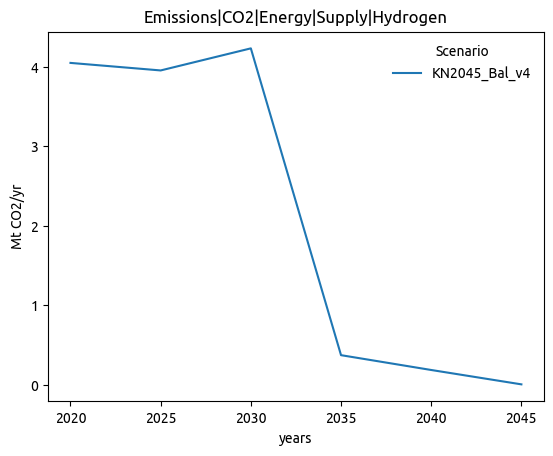 Emissions|CO2|Energy|Supply|Hydrogen
Scenario
KN2045_Bal_v4
Mt CO2/yr
4
3
2
1
0
2020 2025 2030 2035 2040 2045
years